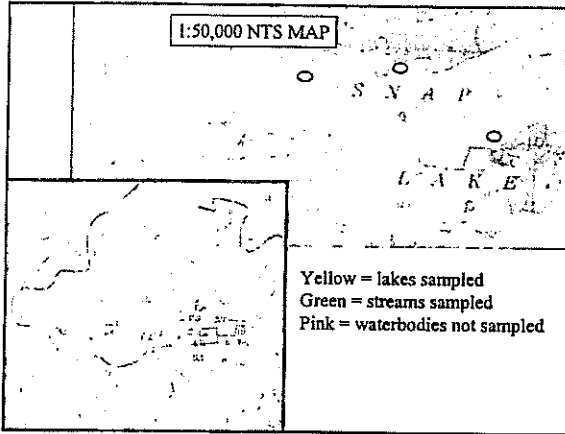 1:50,000 NTS MAP
S N A P
L A K E
Yellow = lakes sampled
Green = streams sampled
Pink = waterbodies not sampled